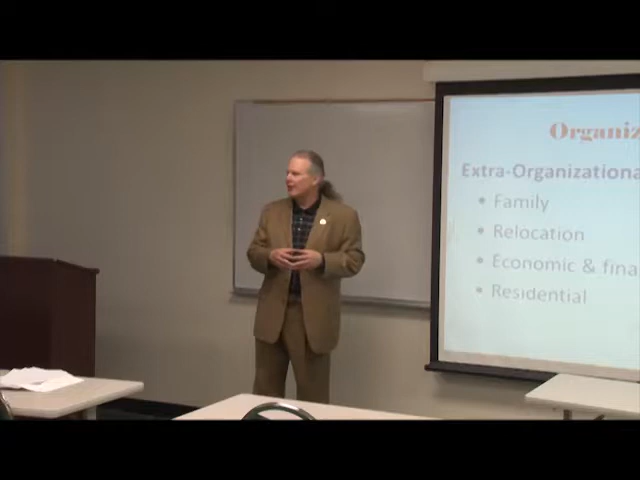 Organiz
Extra-Organizationa
• Family
• Relocation
• Economic & fina
• Residential